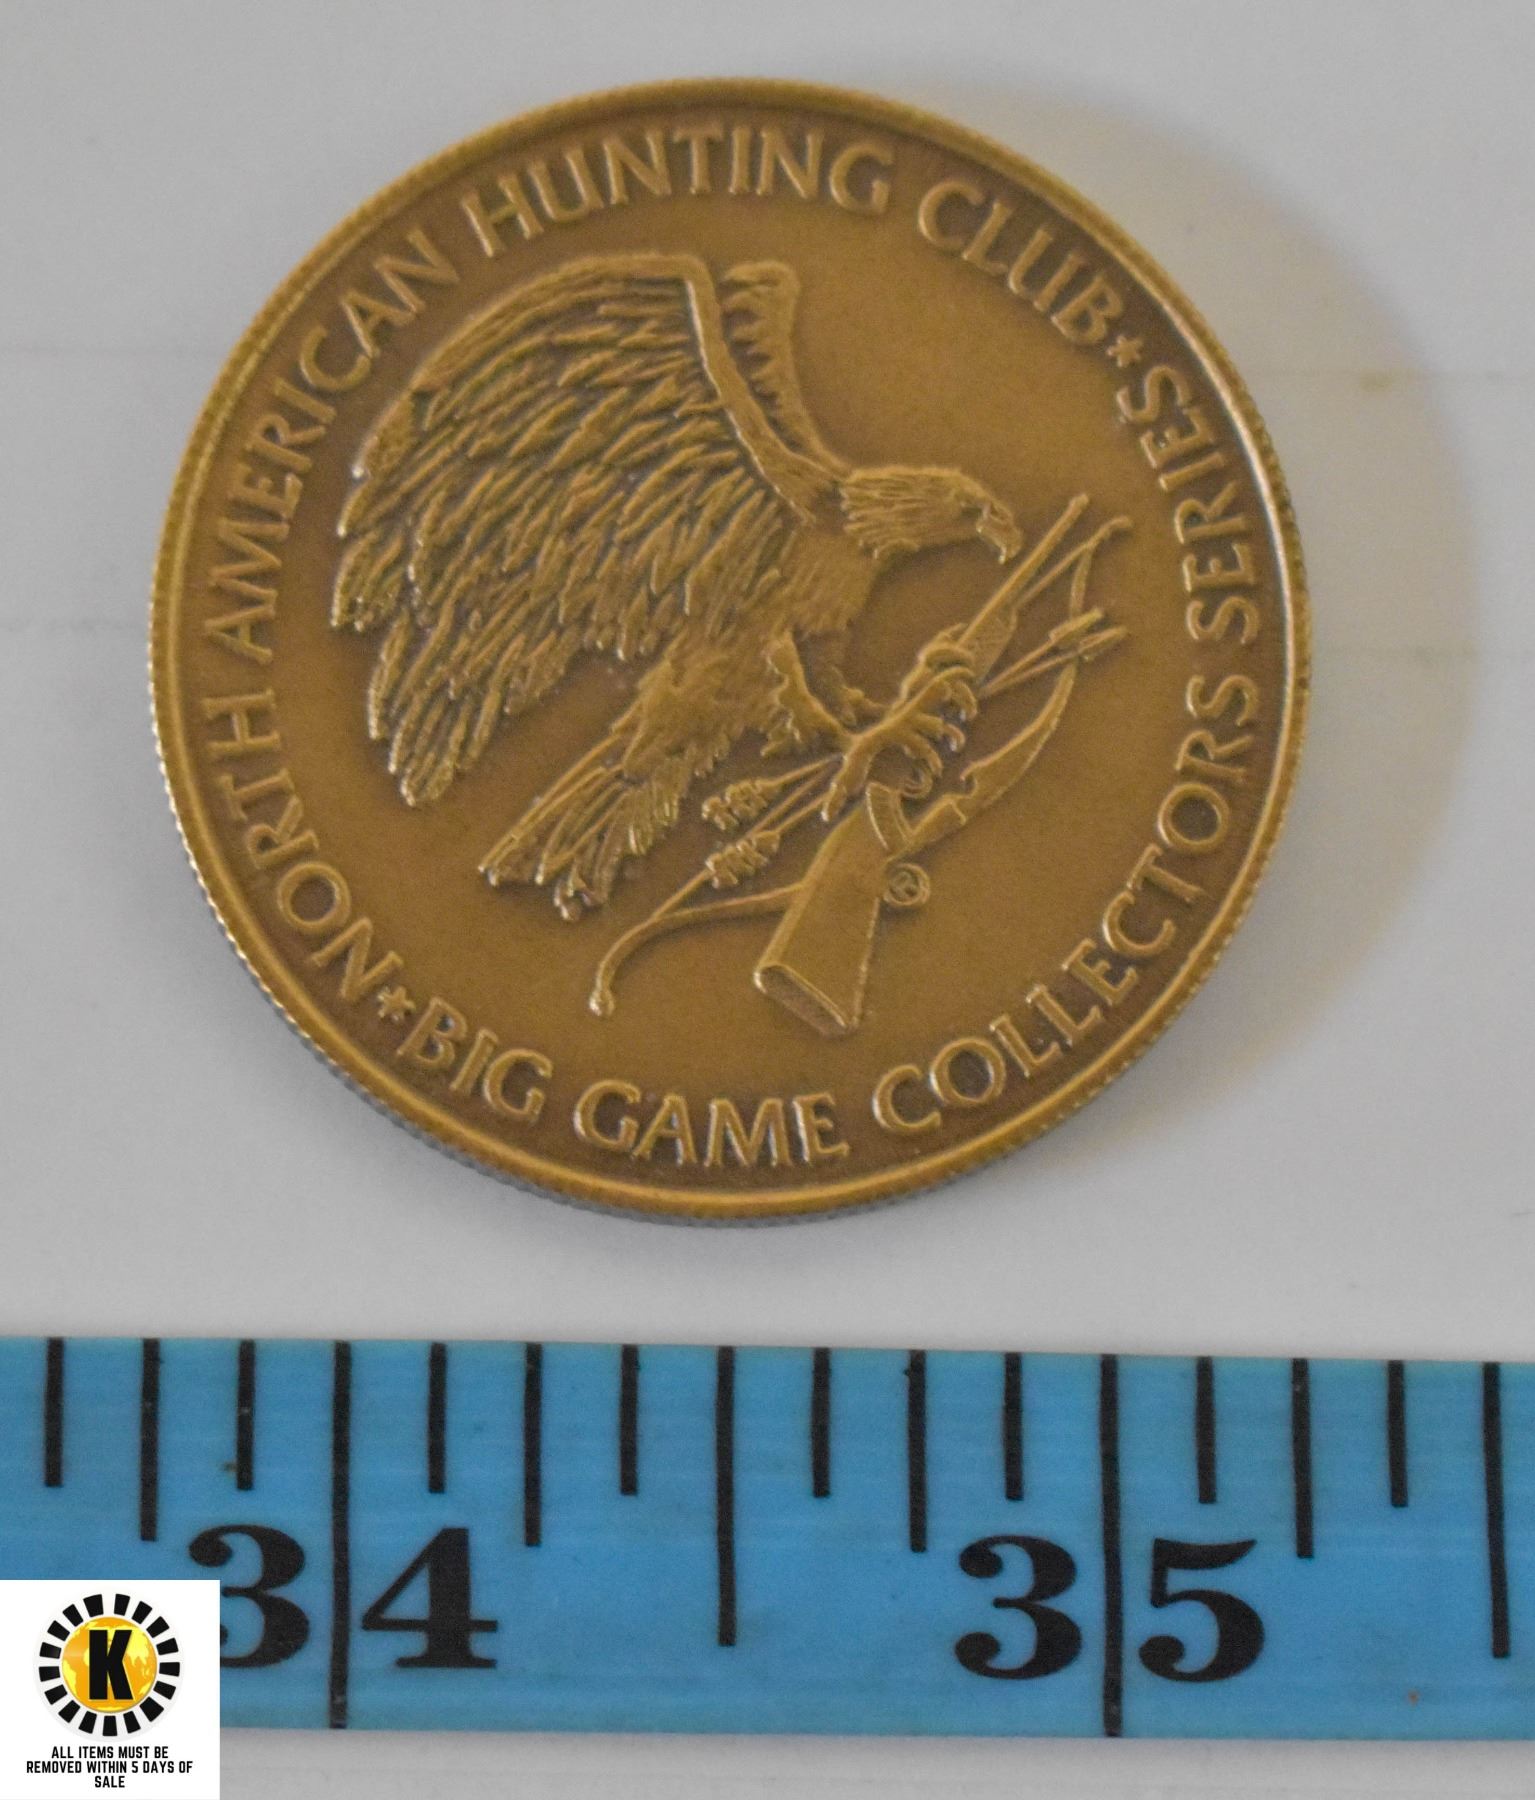 NORTH AMERICAN HUNTING CLUB*
BIG GAME COLLECTORS SERIES*
34 35
K
ALL ITEMS MUST BE
REMOVED WITHIN 5 DAYS OF
SALE